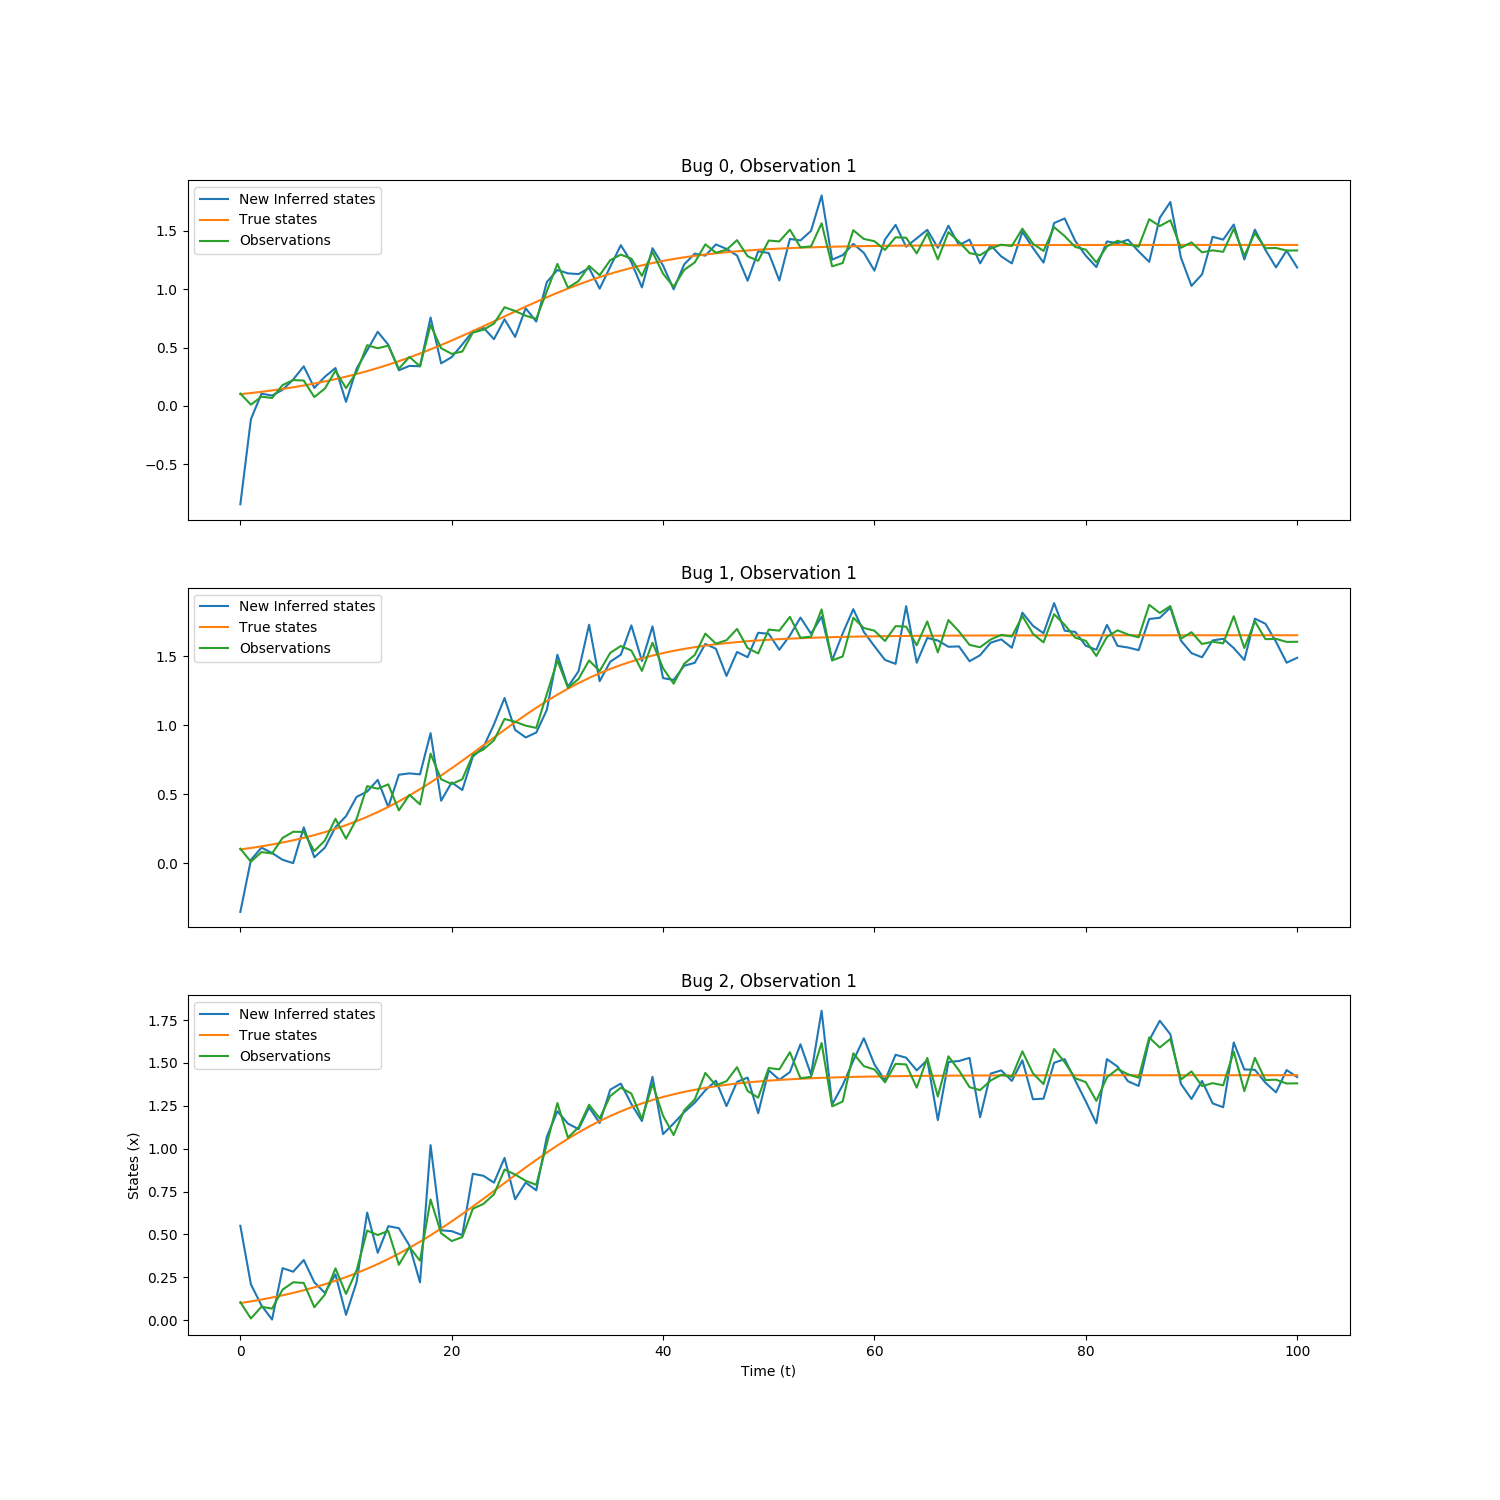 Bug 0, Observation 1
New Inferred states
True states
Observations
1.5
1.0
0.5
0.0
−0.5
Bug 1, Observation 1
New Inferred states
True states
Observations
1.5
1.0
0.5
0.0
Bug 2, Observation 1
New Inferred states
True states
Observations
1.75
1.50
1.25
1.00
0.75
0.50
0.25
0.00
States (x)
0 20 40 60 80 100
Time (t)